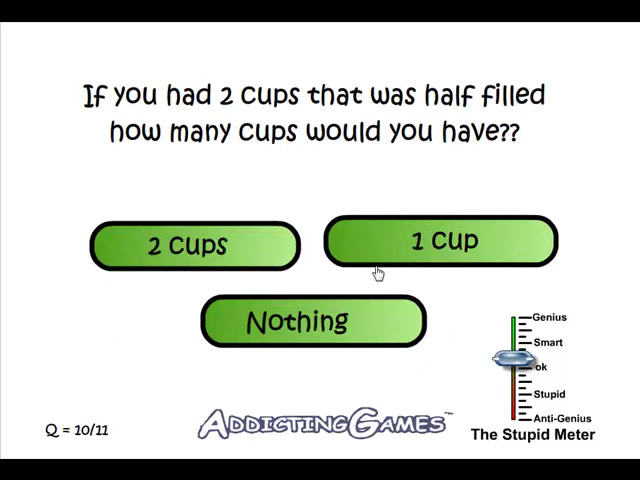 If you had 2 cups that was half filled
how many cups would you have??
2 cups
1 cup
Nothing
Genius
Smart
ok
Stupid
Anti-Genius
The Stupid Meter
Q = 10/11
AddictingGames™